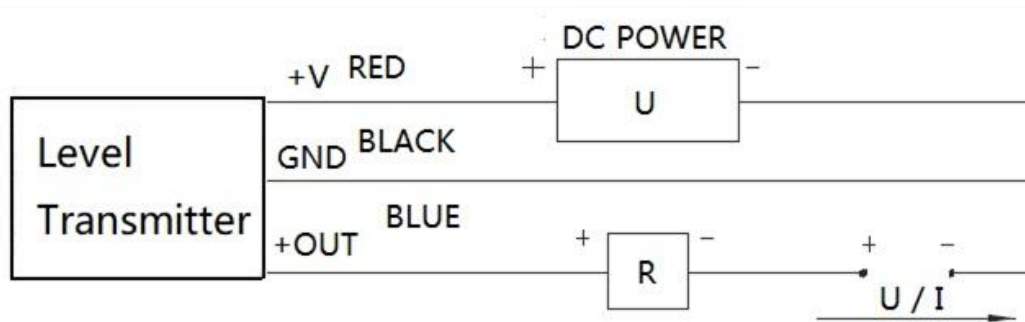 DC POWER
+V RED
+ U -
Level
Transmitter
GND BLACK
+OUT BLUE
+ R -
+ -
U / I